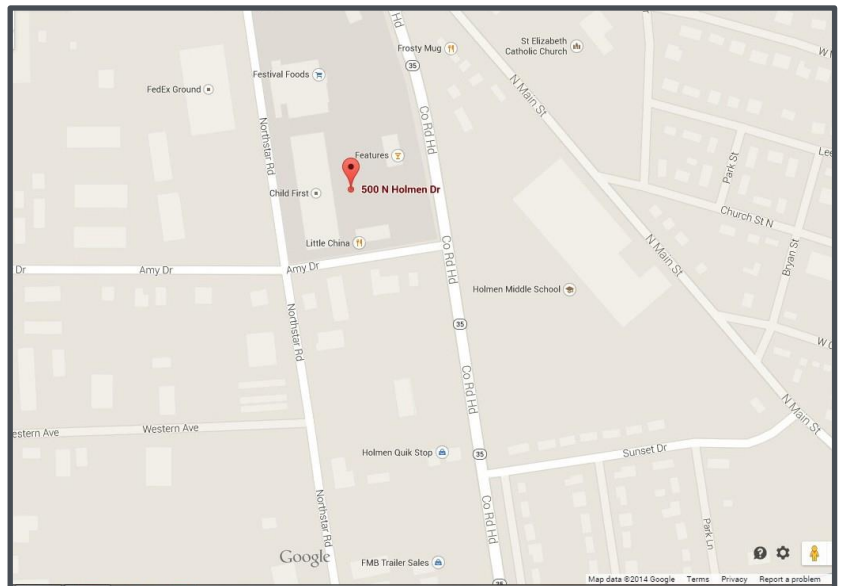 Hd
Frosty Mug
St Elizabeth
Catholic Church
35
Festival Foods
FedEx Ground
N Main St
Co Rd Hd
Northstar Rd
Park St
Features
Child First
500 N Holmen Dr
Church St N
Little China
N Main St
Bryan St
Co Rd Hd
Dr
Amy Dr
Amy Dr
Holmen Middle School
Northstar Rd
35
Co Rd Hd
N Main St
estern Ave
Western Ave
Holmen Quik Stop
35
Sunset Dr
Northstar Rd
Co Rd Hd
Park Ln
Google
FMB Trailer Sales
35
Map data ©2014 Google Terms Privacy Report a problem